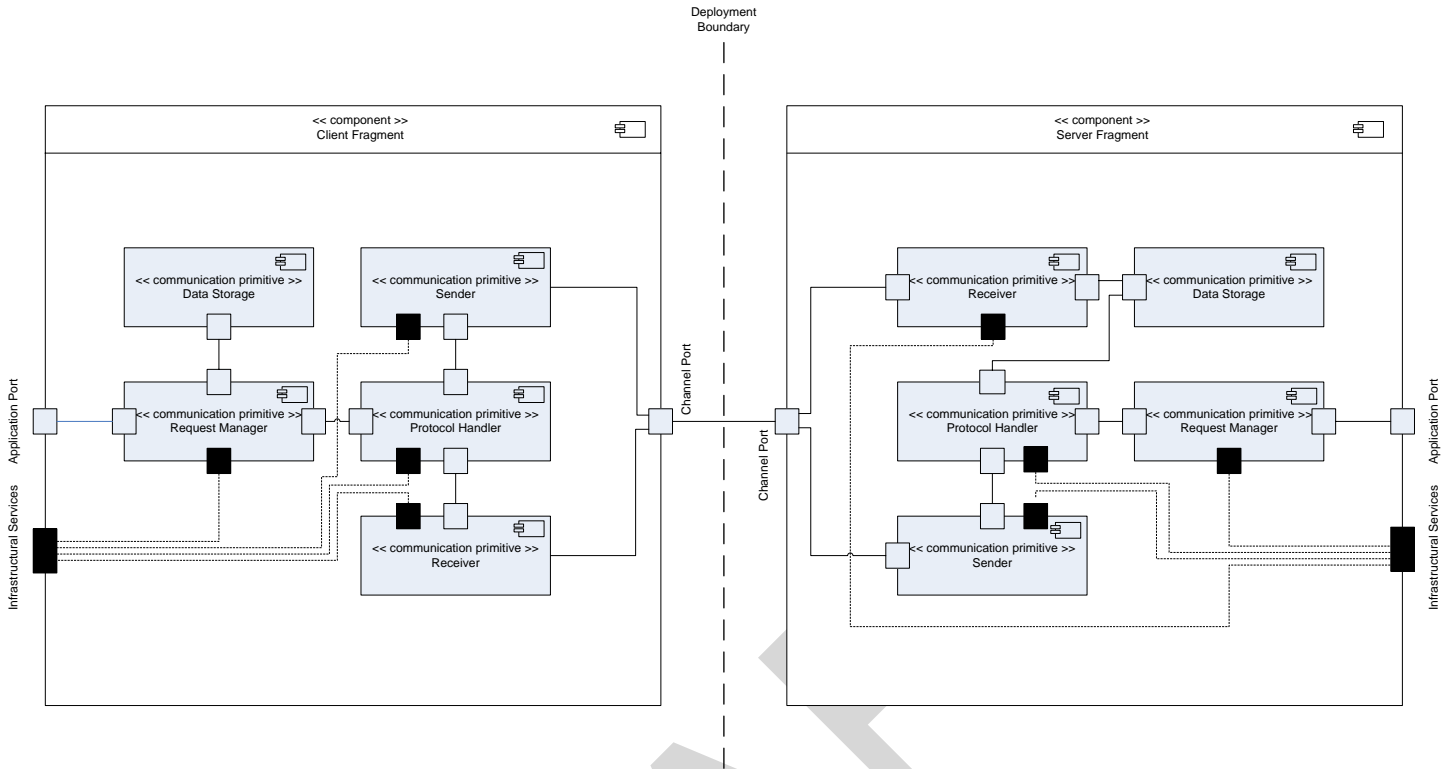 Deployment
Boundary
<< component >>
Client Fragment
<< communication primitive >>
Data Storage
<< communication primitive >>
Sender
<< communication primitive >>
Request Manager
<< communication primitive >>
Protocol Handler
<< communication primitive >>
Receiver
Application Port
Infrastructural Services
Channel Port
Channel Port
<< component >>
Server Fragment
<< communication primitive >>
Receiver
<< communication primitive >>
Data Storage
<< communication primitive >>
Protocol Handler
<< communication primitive >>
Request Manager
<< communication primitive >>
Sender
Application Port
Infrastructural Services